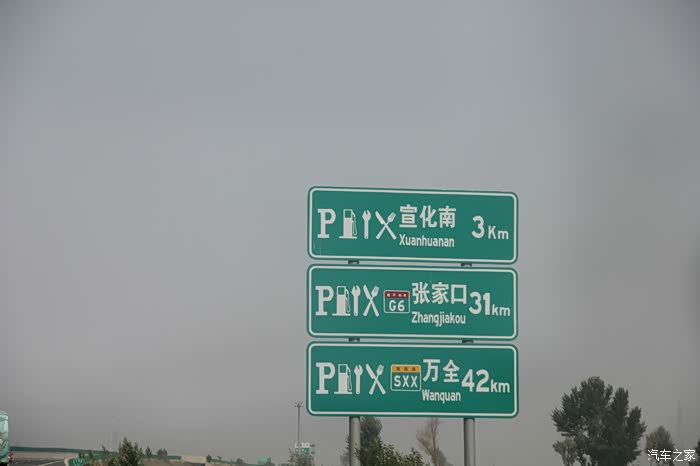 P 宣化南 3Km
Xuanhuanan
P G6 张家口 31km
Zhangjiakou
P SXX 万全 42km
Wanquan
汽车之家